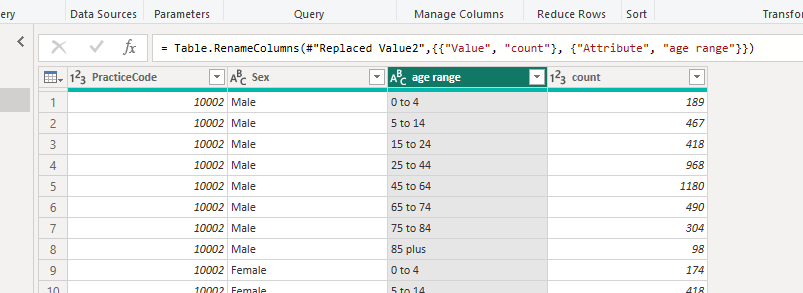 ery Data Sources Parameters Query Manage Columns Reduce Rows Sort Transfor
fx = Table.RenameColumns(#"Replaced Value2",{{"Value", "count"}, {"Attribute", "age range"}})
1²3 PracticeCode ABC Sex ABC age range 1²3 count
1 10002 Male 0 to 4 189
2 10002 Male 5 to 14 467
3 10002 Male 15 to 24 418
4 10002 Male 25 to 44 968
5 10002 Male 45 to 64 1180
6 10002 Male 65 to 74 490
7 10002 Male 75 to 84 304
8 10002 Male 85 plus 98
9 10002 Female 0 to 4 174
10 10002 Female 5 to 14 418